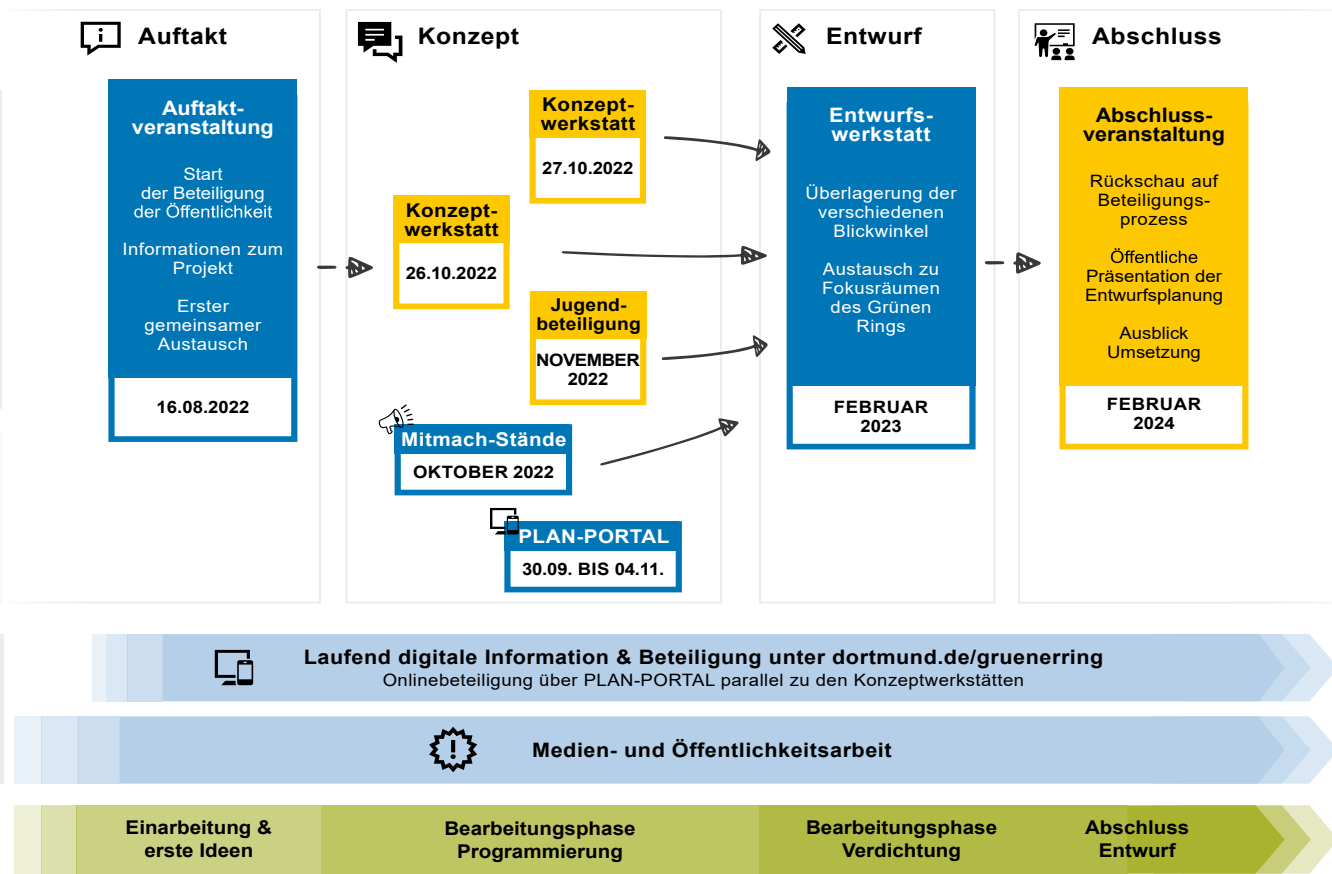 Auftakt
Auftakt-
veranstaltung
Start
der Beteiligung
der Öffentlichkeit
Informationen zum
Projekt
Erster
gemeinsamer
Austausch
16.08.2022
Konzept
Konzept-
werkstatt
27.10.2022
Konzept-
werkstatt
26.10.2022
Jugend-
beteiligung
NOVEMBER
2022
Mitmach-Stände
OKTOBER 2022
PLAN-PORTAL
30.09. BIS 04.11.
Entwurf
Entwurfs-
werkstatt
Überlagerung der
verschiedenen
Blickwinkel
Austausch zu
Fokusräumen
des Grünen
Rings
FEBRUAR
2023
Abschluss
Abschluss-
veranstaltung
Rückschau auf
Beteiligungs-
prozess
Öffentliche
Präsentation der
Entwurfsplanung
Ausblick
Umsetzung
FEBRUAR
2024
Laufend digitale Information & Beteiligung unter dortmund.de/gruenerring
Onlinebeteiligung über PLAN-PORTAL parallel zu den Konzeptwerkstätten
Medien- und Öffentlichkeitsarbeit
Einarbeitung &
erste Ideen
Bearbeitungsphase
Programmierung
Bearbeitungsphase
Verdichtung
Abschluss
Entwurf